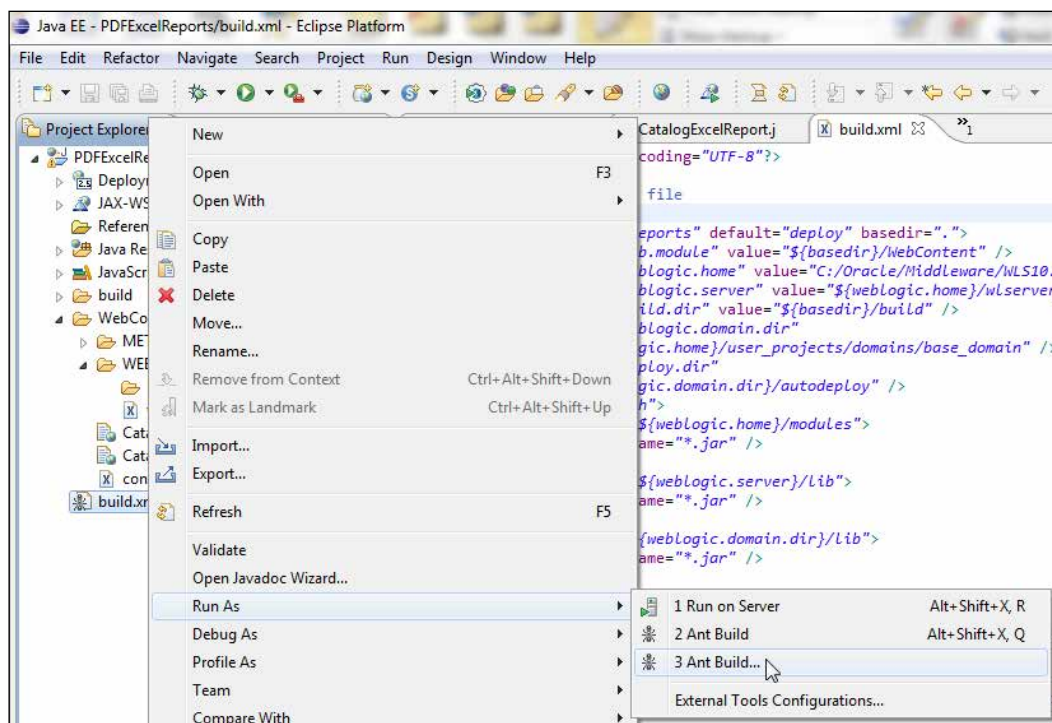 Java EE - PDFExcelReports/build.xml - Eclipse Platform
File Edit Refactor Navigate Search Project Run Design Window Help
Project Explorer
CatalogExcelReport.j
build.xml
»1
PDFExcelRe
Deploy
JAX-WS
Referen
Java Re
JavaScr
build
WebCo
MET
WEE
Cata
Cata
con
build.xm
New
Open F3
Open With
Copy
Paste
Delete
Move...
Rename...
Remove from Context Ctrl+Alt+Shift+Down
Mark as Landmark Ctrl+Alt+Shift+Up
Import...
Export...
Refresh F5
Validate
Open Javadoc Wizard...
Run As
Debug As
Profile As
Team
Compare With
coding="UTF-8"?>
file
eports" default="deploy" basedir=".">
b.module" value="${basedir}/WebContent" />
blogic.home" value="C:/Oracle/Middleware/WLS10.
blogic.server" value="${weblogic.home}/wlserver
ild.dir" value="${basedir}/build" />
blogic.domain.dir"
gic.home}/user_projects/domains/base_domain" />
ploy.dir"
gic.domain.dir}/autodeploy" />
h">
${weblogic.home}/modules">
ame="*.jar" />
${weblogic.server}/lib">
ame="*.jar" />
{weblogic.domain.dir}/lib">
ame="*.jar" />
1 Run on Server Alt+Shift+X, R
2 Ant Build Alt+Shift+X, Q
3 Ant Build...
External Tools Configurations...